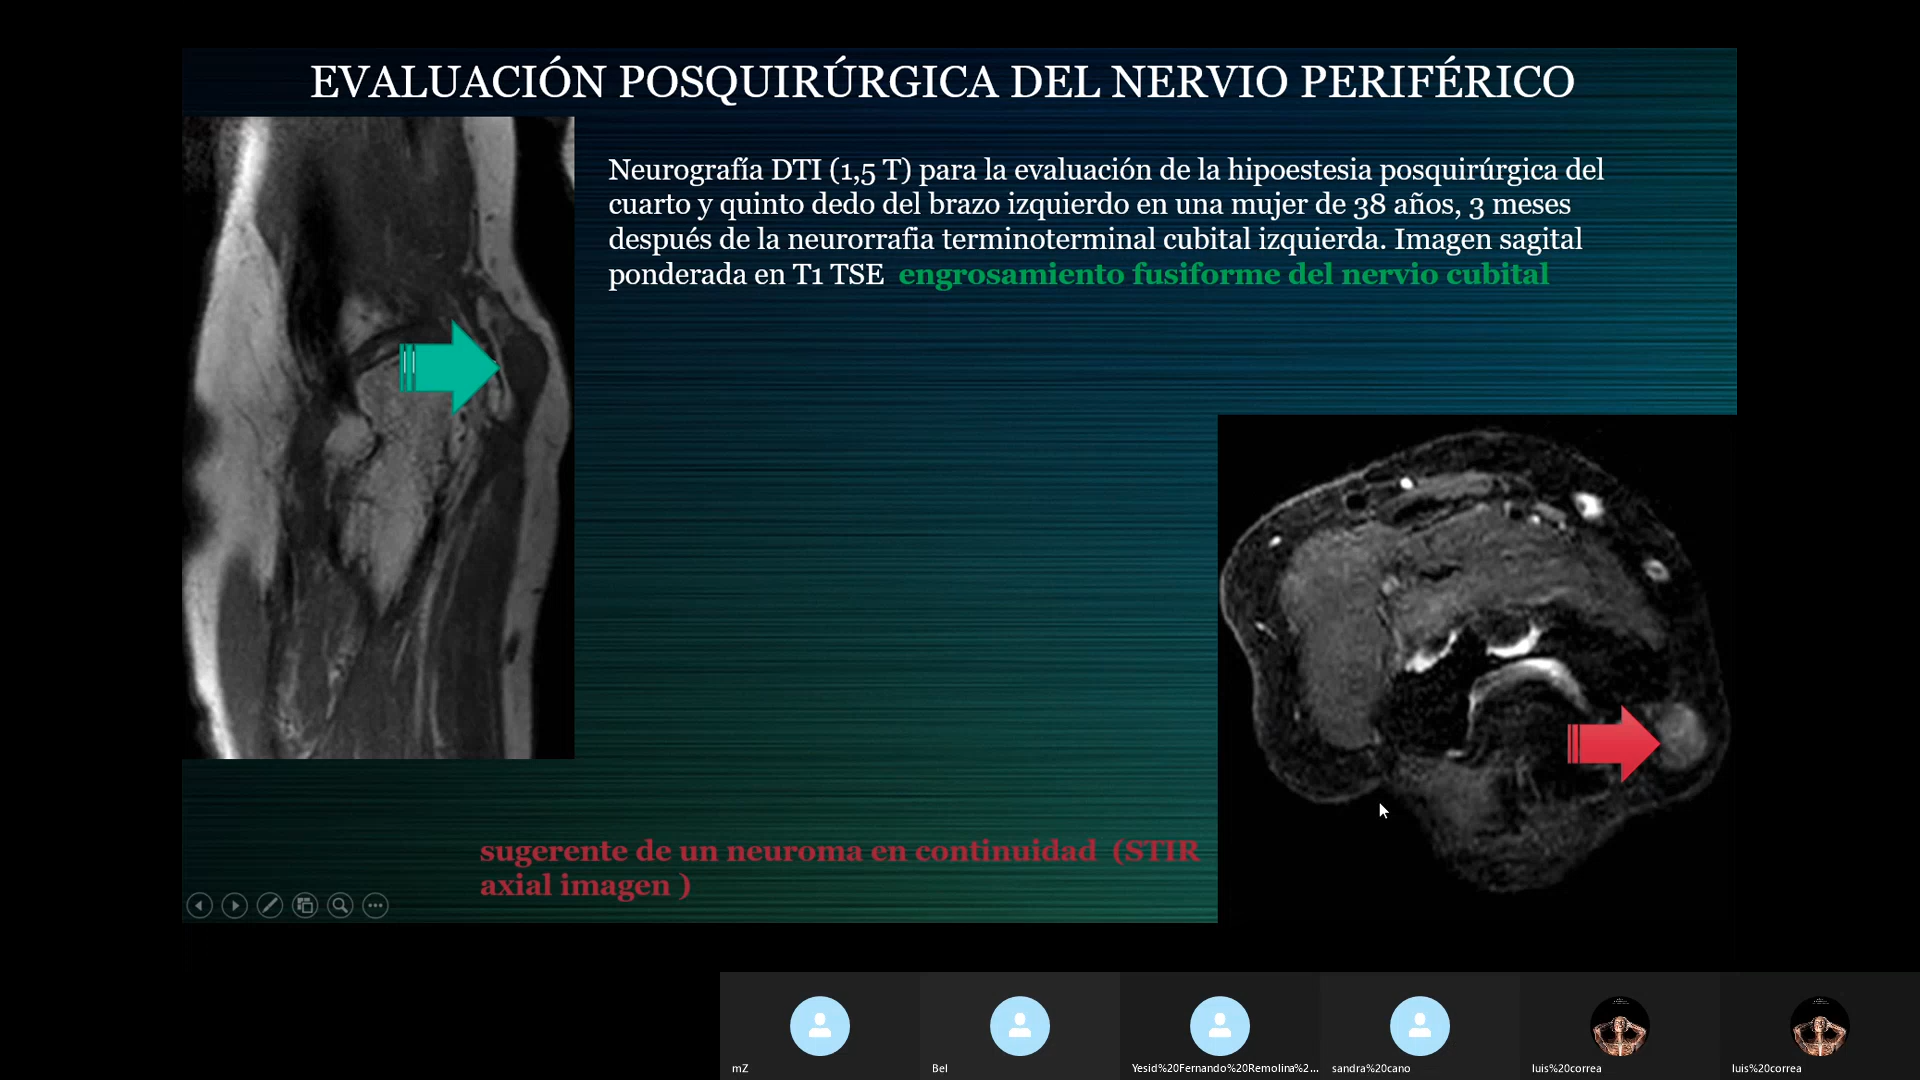 EVALUACIÓN POSQUIRÚRGICA DEL NERVIO PERIFÉRICO
Neurografía DTI (1,5 T) para la evaluación de la hipoestesia posquirúrgica del
cuarto y quinto dedo del brazo izquierdo en una mujer de 38 años, 3 meses
después de la neurorrafia terminoterminal cubital izquierda. Imagen sagital
ponderada en T1 TSE engrosamiento fusiforme del nervio cubital
sugerente de un neuroma en continuidad (STIR
axial imagen )
mZ
Bel
Yesid%20Fernando%20Remolina%2...
sandra%20cano
luis%20correa
luis%20correa